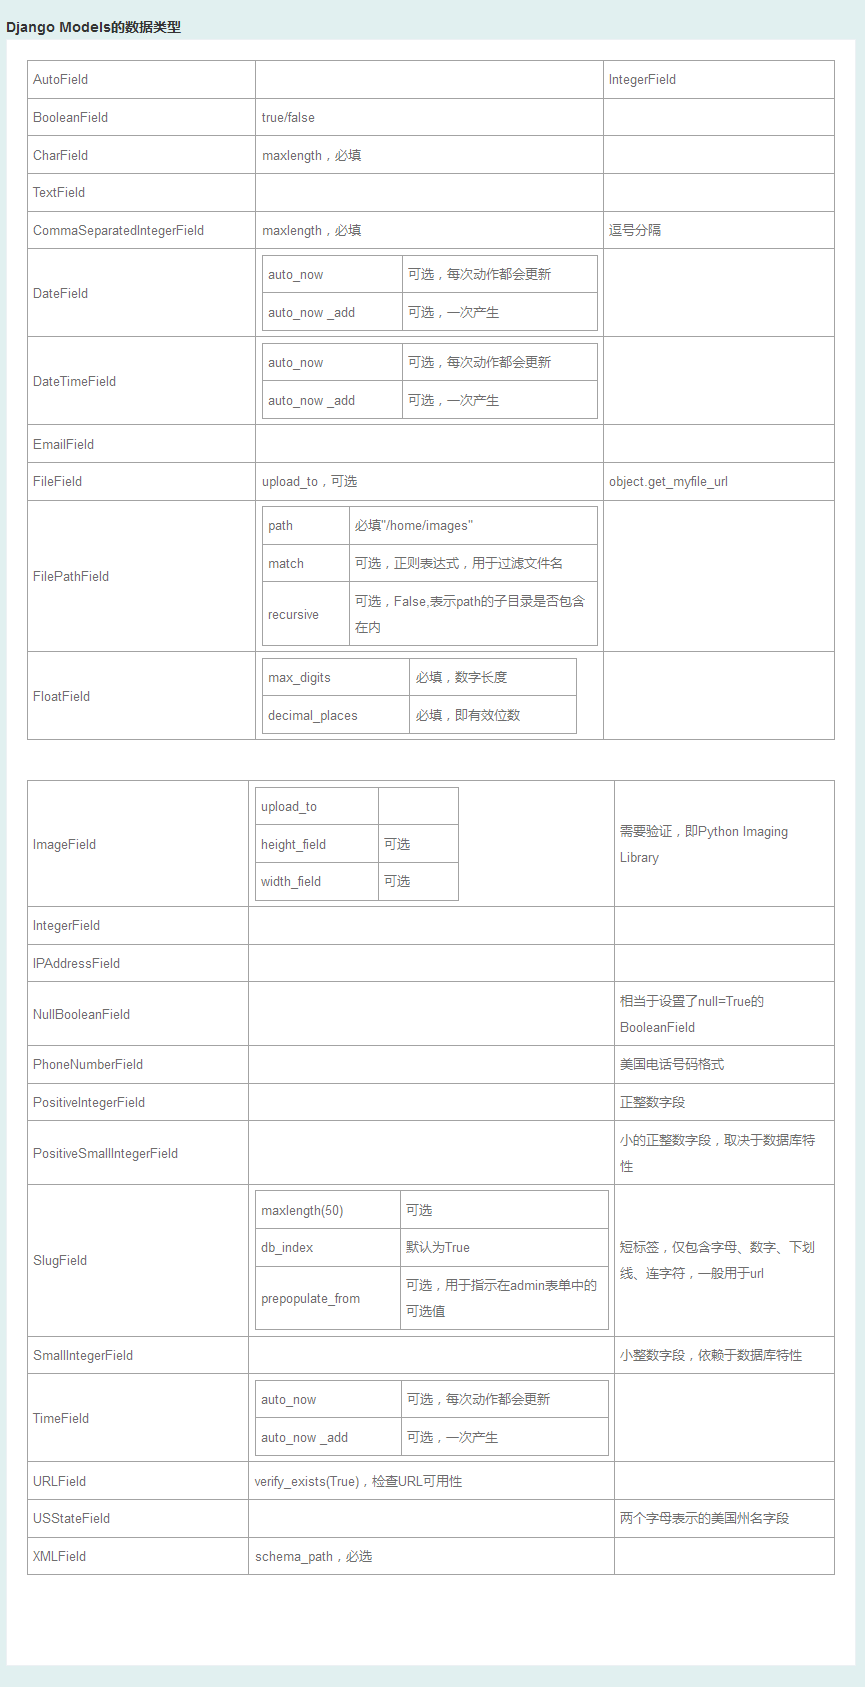 Django Models的数据类型
AutoField IntegerField
BooleanField true/false
CharField maxlength，必填
TextField
CommaSeparatedIntegerField maxlength，必填 逗号分隔
DateField
auto_now 可选，每次动作都会更新
auto_now _add 可选，一次产生
DateTimeField
auto_now 可选，每次动作都会更新
auto_now _add 可选，一次产生
EmailField
FileField upload_to，可选 object.get_myfile_url
FilePathField
path 必填"/home/images"
match 可选，正则表达式，用于过滤文件名
recursive 可选，False,表示path的子目录是否包含
在内
FloatField
max_digits 必填，数字长度
decimal_places 必填，即有效位数
ImageField
upload_to
height_field 可选
width_field 可选
需要验证，即Python Imaging
Library
IntegerField
IPAddressField
NullBooleanField 相当于设置了null=True的
BooleanField
PhoneNumberField 美国电话号码格式
PositiveIntegerField 正整数字段
PositiveSmallIntegerField 小的正整数字段，取决于数据库特
性
SlugField
maxlength(50) 可选
db_index 默认为True
prepopulate_from 可选，用于指示在admin表单中的
可选值
短标签，仅包含字母、数字、下划
线、连字符，一般用于url
SmallIntegerField 小整数字段，依赖于数据库特性
TimeField
auto_now 可选，每次动作都会更新
auto_now _add 可选，一次产生
URLField verify_exists(True)，检查URL可用性
USStateField 两个字母表示的美国州名字段
XMLField schema_path，必选